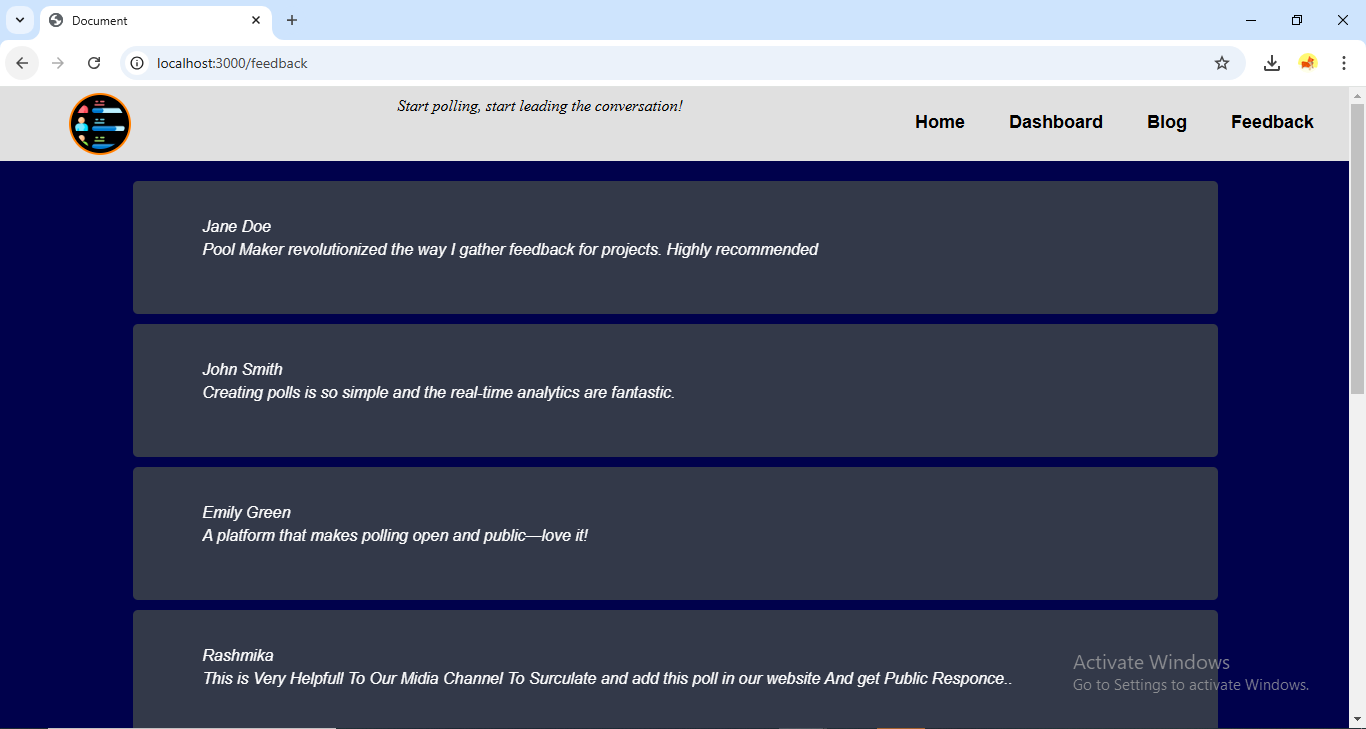 Document
localhost:3000/feedback
Start polling, start leading the conversation!
Home Dashboard Blog Feedback
Jane Doe
Pool Maker revolutionized the way I gather feedback for projects. Highly recommended
John Smith
Creating polls is so simple and the real-time analytics are fantastic.
Emily Green
A platform that makes polling open and public—love it!
Rashmika
This is Very Helpfull To Our Midia Channel To Surculate and add this poll in our website And get Public Responce..
Activate Windows
Go to Settings to activate Windows.